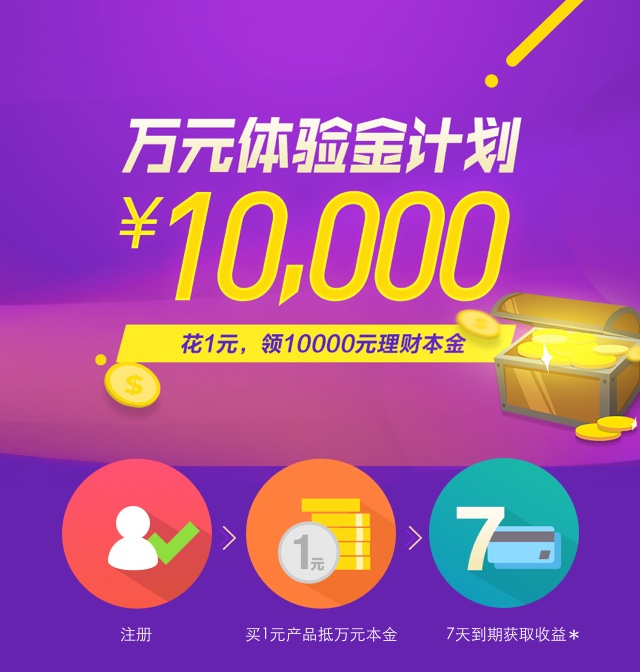 万元体验金计划
¥10,000
花1元，领10000元理财本金
1元
7
注册
买1元产品抵万元本金
7天到期获取收益*